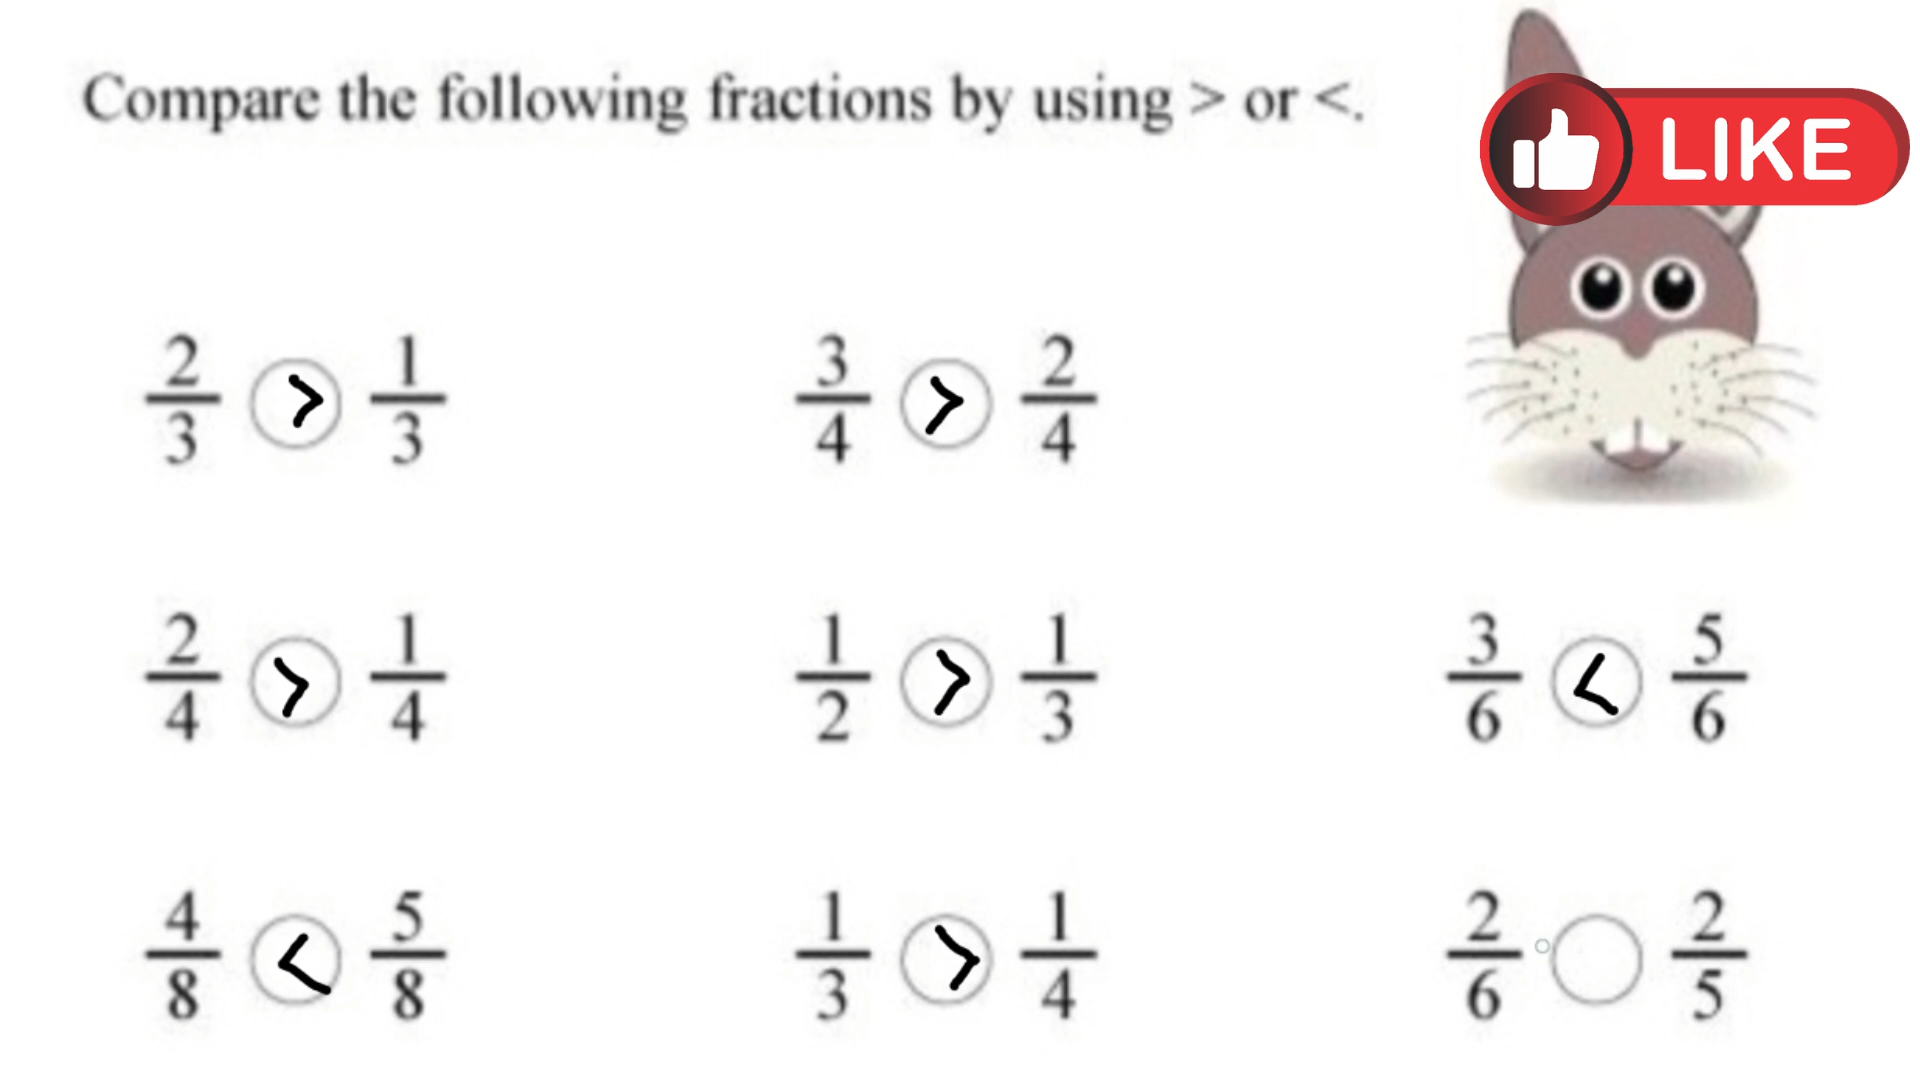 Compare the following fractions by using > or <.
LIKE
2/3 > 1/3
3/4 > 2/4
2/4 > 1/4
1/2 > 1/3
3/6 < 5/6
4/8 < 5/8
1/3 > 1/4
2/6 ○ 2/5